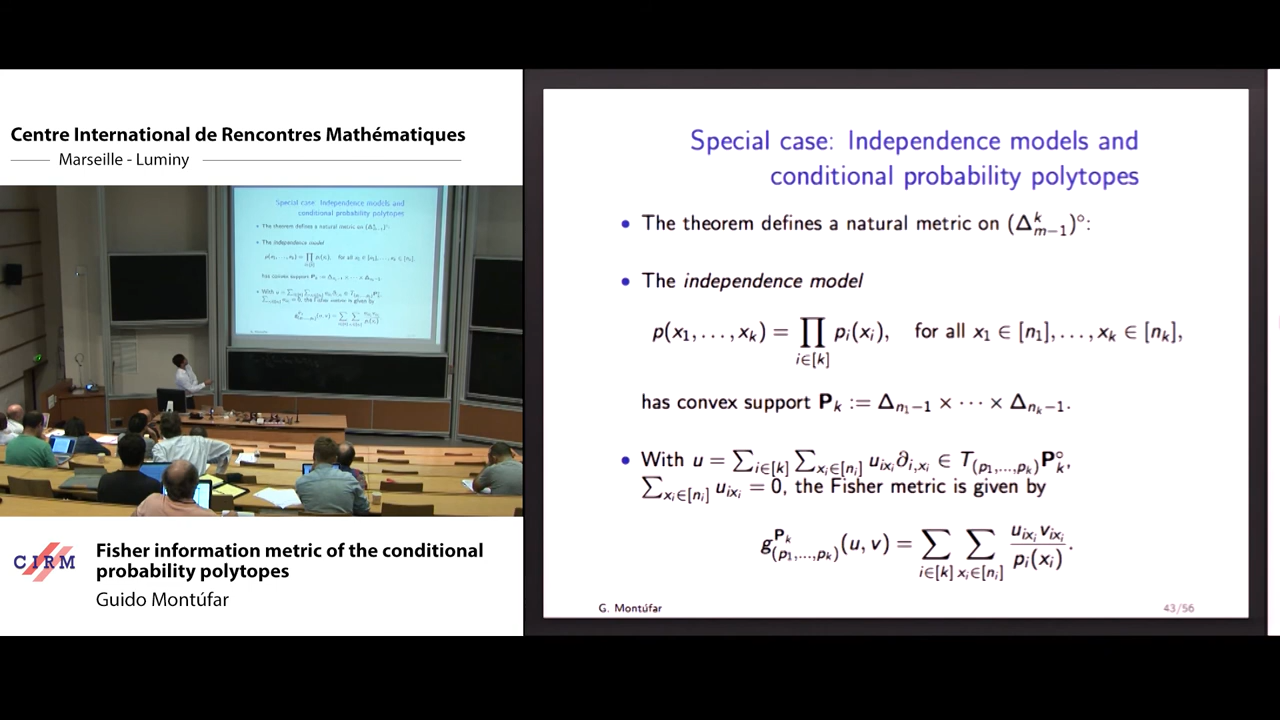 Centre International de Rencontres Mathématiques
Marseille - Luminy
Special case: Independence models and
conditional probability polytopes
• The theorem defines a natural metric on (Δ^k_{m−1})°:
• The independence model
p(x_1, . . . , x_k) = ∏_{i∈[k]} p_i(x_i), for all x_1 ∈ [n_1], . . . , x_k ∈ [n_k],
has convex support P_k := Δ_{n_1−1} × · · · × Δ_{n_k−1}.
• With u = ∑_{i∈[k]} ∑_{x_i∈[n_i]} u_{ix_i}∂_{i,x_i} ∈ T_{(p_1,...,p_k)}P°_k,
∑_{x_i∈[n_i]} u_{ix_i} = 0, the Fisher metric is given by
g^{P_k}_{(p_1,...,p_k)}(u, v) = ∑_{i∈[k]} ∑_{x_i∈[n_i]} u_{ix_i}v_{ix_i} / p_i(x_i).
G. Montúfar
43/56
CIRM
Fisher information metric of the conditional
probability polytopes
Guido Montúfar